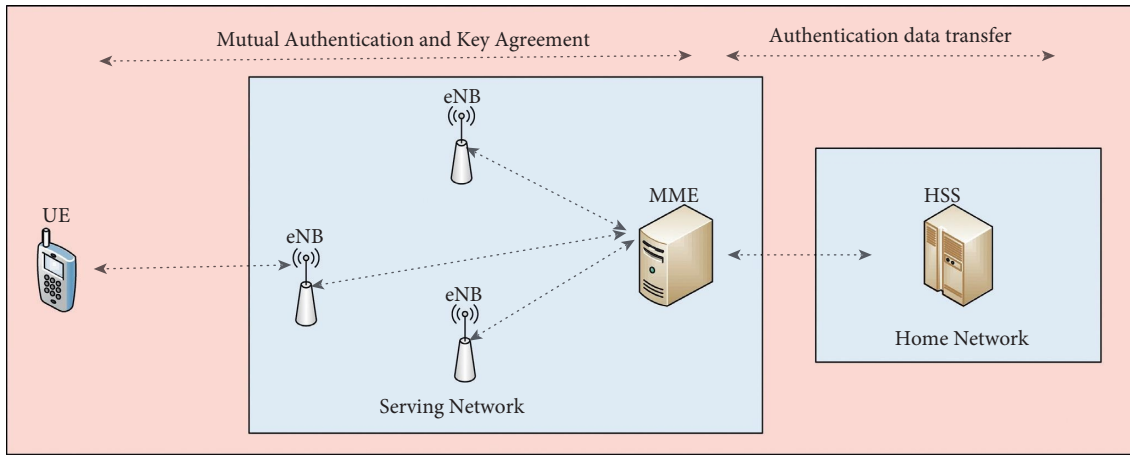 Mutual Authentication and Key Agreement
Authentication data transfer
eNB
UE
eNB
MME
HSS
eNB
Home Network
Serving Network